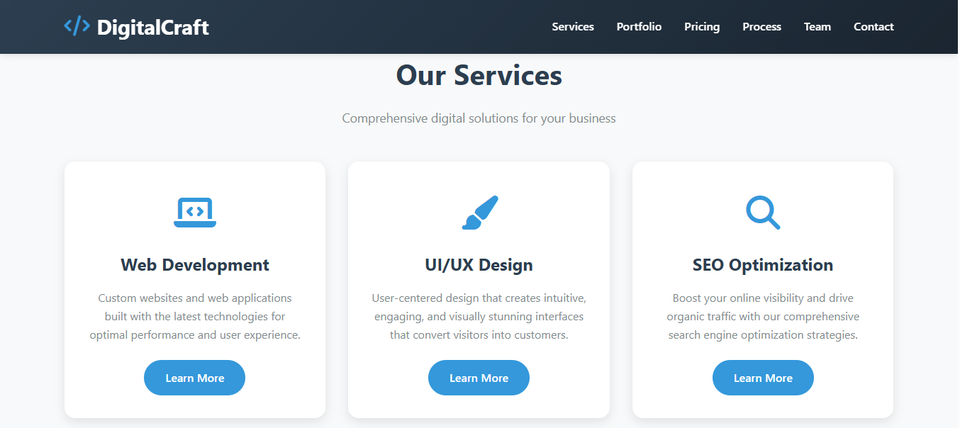 DigitalCraft
Services Portfolio Pricing Process Team Contact
Our Services
Comprehensive digital solutions for your business
Web Development
Custom websites and web applications
built with the latest technologies for
optimal performance and user experience.
Learn More
UI/UX Design
User-centered design that creates intuitive,
engaging, and visually stunning interfaces
that convert visitors into customers.
Learn More
SEO Optimization
Boost your online visibility and drive
organic traffic with our comprehensive
search engine optimization strategies.
Learn More